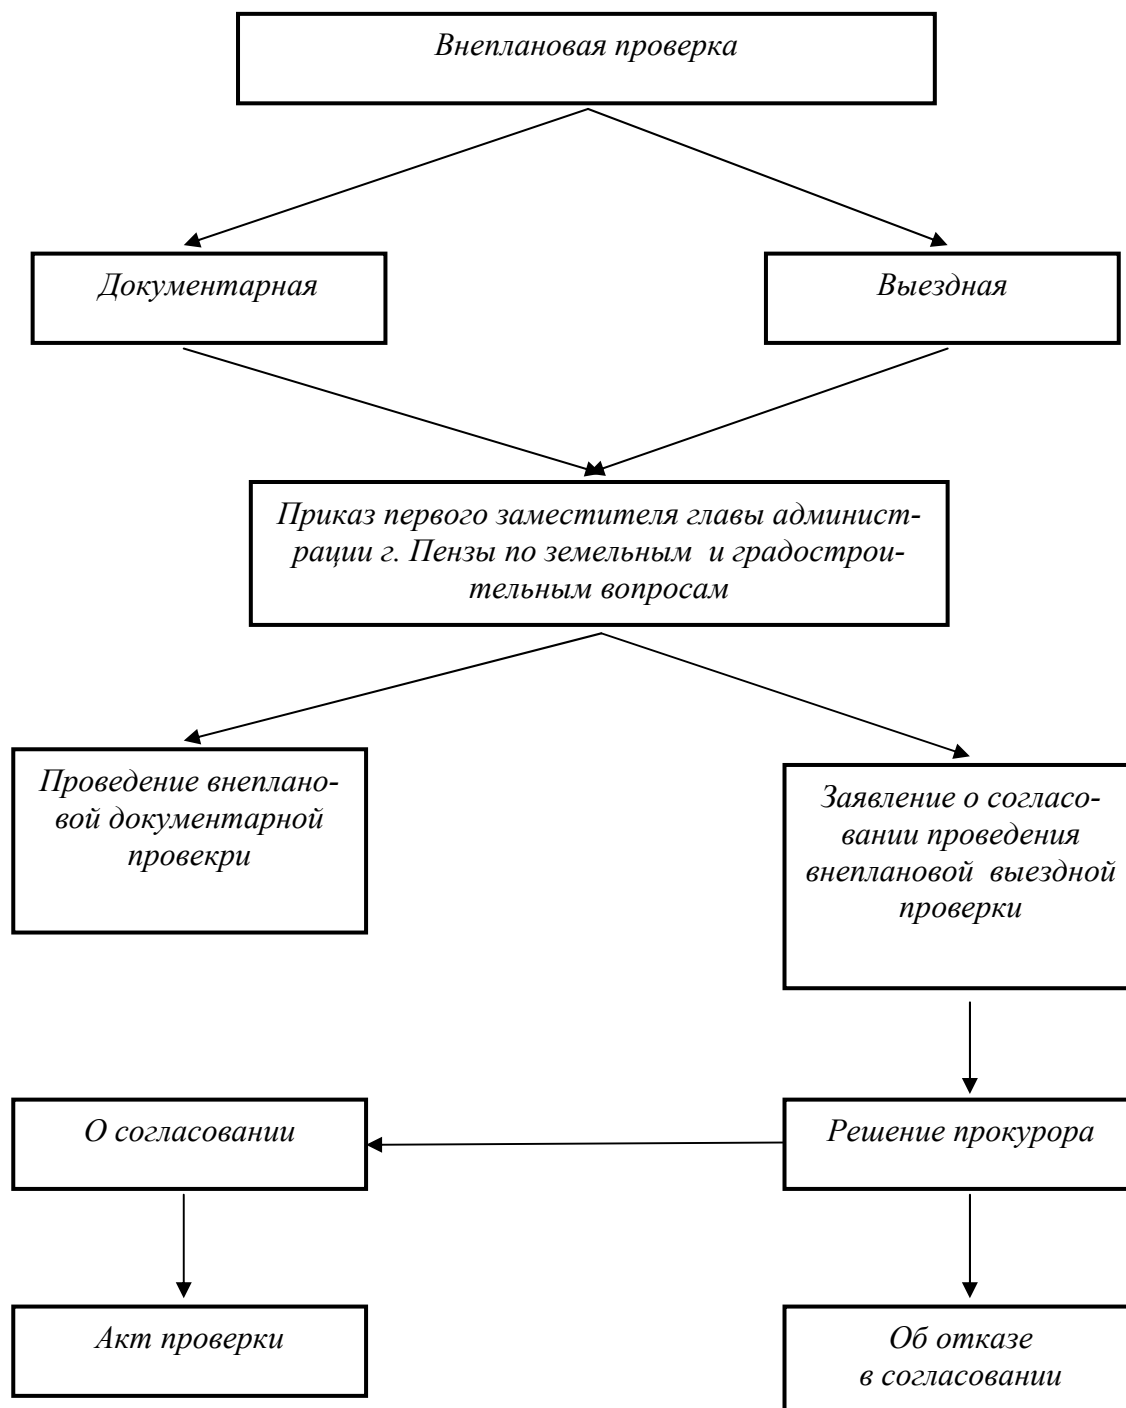 Внеплановая проверка
Документарная
Выездная
Приказ первого заместителя главы админист-
рации г. Пензы по земельным и градострои-
тельным вопросам
Проведение внеплано-
вой документарной
провекри
Заявление о согласо-
вании проведения
внеплановой выездной
проверки
О согласовании
Решение прокурора
Акт проверки
Об отказе
в согласовании